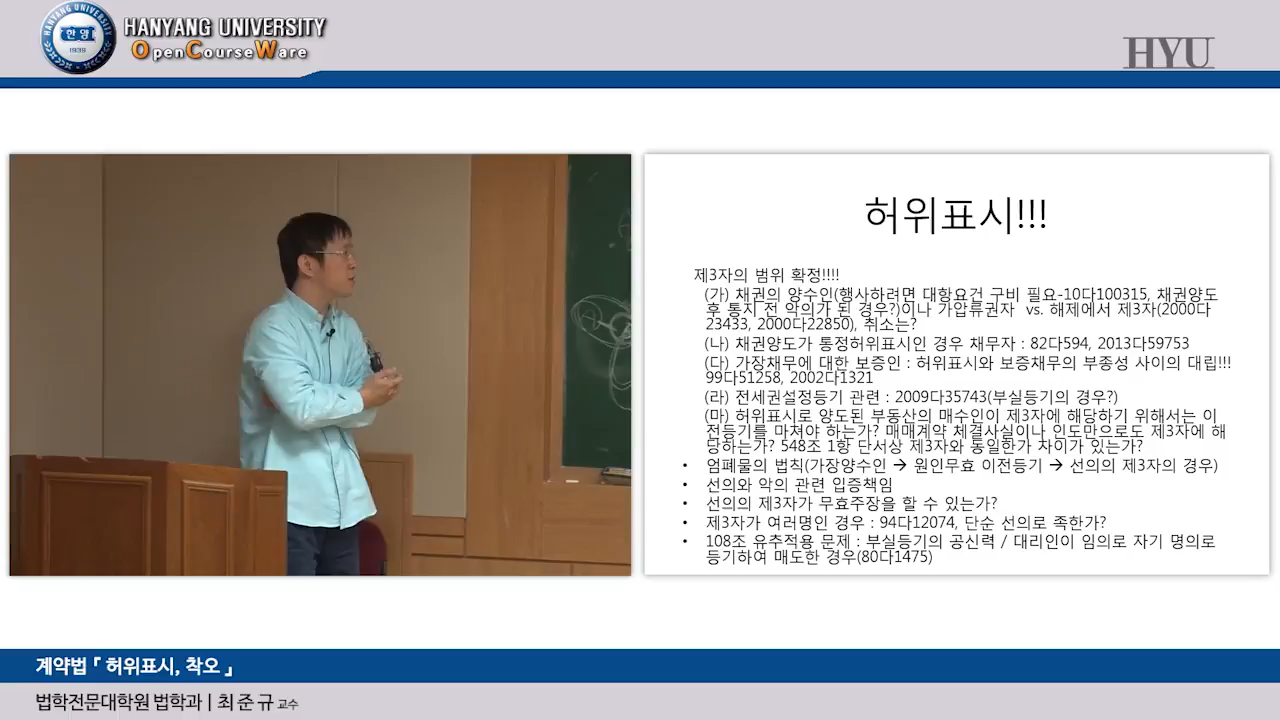 HANYANG UNIVERSITY
OpenCourseWare
한양
1939
HYU
허위표시!!!
제3자의 범위 확정!!!!
(가) 채권의 양수인(행사하려면 대항요건 구비 필요-10다100315, 채권양도
후 통지 전 악의가 된 경우?)이나 가압류권자 vs. 해제에서 제3자(2000다
23433, 2000다22850), 취소는?
(나) 채권양도가 통정허위표시인 경우 채무자 : 82다594, 2013다59753
(다) 가장채무에 대한 보증인 : 허위표시와 보증채무의 부종성 사이의 대립!!!
99다51258, 2002다1321
(라) 전세권설정등기 관련 : 2009다35743(부실등기의 경우?)
(마) 허위표시로 양도된 부동산의 매수인이 제3자에 해당하기 위해서는 이
전등기를 마쳐야 하는가? 매매계약 체결사실이나 인도만으로도 제3자에 해
당하는가? 548조 1항 단서상 제3자와 동일한가 차이가 있는가?
• 엄폐물의 법칙(가장양수인 → 원인무효 이전등기 → 선의의 제3자의 경우)
• 선의와 악의 관련 입증책임
• 선의의 제3자가 무효주장을 할 수 있는가?
• 제3자가 여러명인 경우 : 94다12074, 단순 선의로 족한가?
• 108조 유추적용 문제 : 부실등기의 공신력 / 대리인이 임의로 자기 명의로
등기하여 매도한 경우(80다1475)
계약법「 허위표시, 착오 」
법학전문대학원 법학과 | 최준규 교수